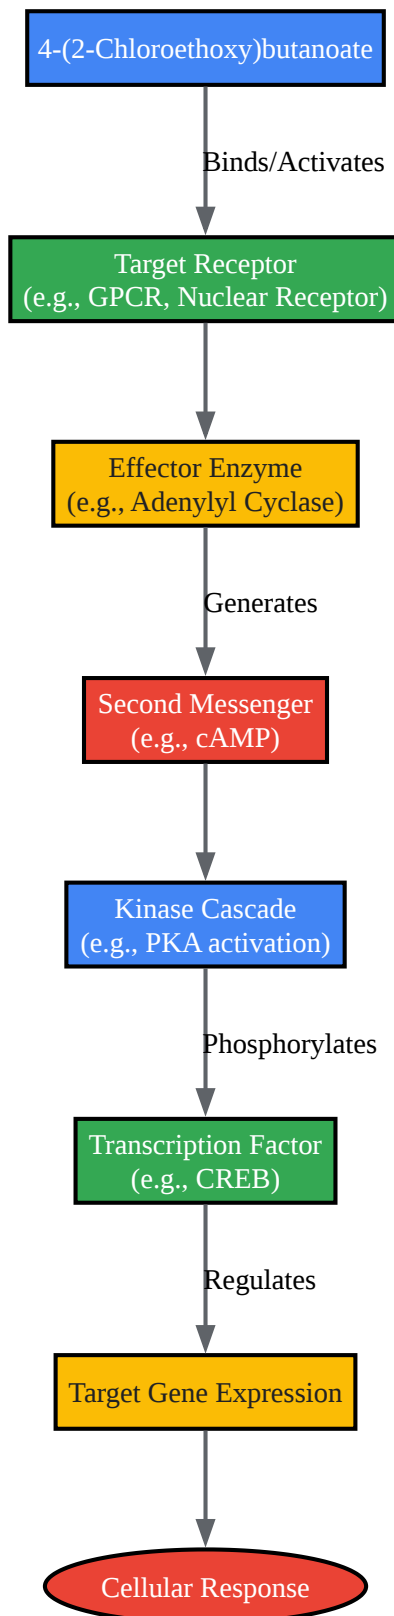 4-(2-Chloroethoxy)butanoate
Binds/Activates
Target Receptor
(e.g., GPCR, Nuclear Receptor)
Effector Enzyme
(e.g., Adenylyl Cyclase)
Generates
Second Messenger
(e.g., cAMP)
Kinase Cascade
(e.g., PKA activation)
Phosphorylates
Transcription Factor
(e.g., CREB)
Regulates
Target Gene Expression
Cellular Response